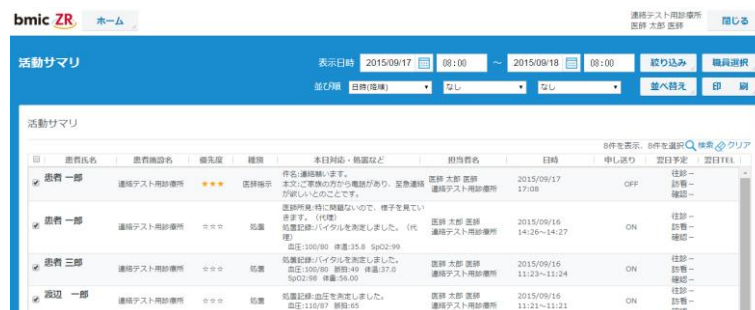 bmic ZR ホーム
連絡テスト用診療所
医師 太郎 医師
閉じる
活動サマリ
表示日時 2015/09/17 08:00 ～ 2015/09/18 08:00 絞り込み 職員選択
並び順 日時(降順) なし なし 並べ替え 印 刷
活動サマリ
8件を表示、8件を選択 検索 クリア
患者氏名 患者施設名 優先度 種類 本日対応・処置など 担当者名 日時 申し送り 翌日予定 翌日TEL
患者 一郎 連絡テスト用診療所 ★★★ 医師指示
件名:連絡願います。
本文:ご家族の方から電話があり、至急連絡
が欲しいとのことです。
医師 太郎 医師
連絡テスト用診療所
2015/09/17
17:08
OFF
往診 --
訪看 --
確認 --
患者 一郎 連絡テスト用診療所 ☆☆☆ 処置
医師所見:特に問題ないので、様子を見てい
きます。（代理）
処置記録:バイタルを測定しました。（代
理）
血圧:100/80 体温:35.8 SpO2:99
医師 太郎 医師
連絡テスト用診療所
2015/09/16
14:26～14:27
ON
往診 --
訪看 --
確認 --
患者 三郎 連絡テスト用診療所 ☆☆☆ 処置
処置記録:バイタルを測定しました。
血圧:100/80 脈拍:49 体温:37.0
SpO2:98 体重:56.00
医師 太郎 医師
連絡テスト用診療所
2015/09/16
11:23～11:24
ON
往診 --
訪看 --
確認 --
渡辺 一郎 連絡テスト用診療所 ☆☆☆ 処置
処置記録:血圧を測定しました。
血圧:110/87 脈拍:65
医師 太郎 医師
連絡テスト用診療所
2015/09/16
11:21～11:21
ON
往診 --
訪看 --